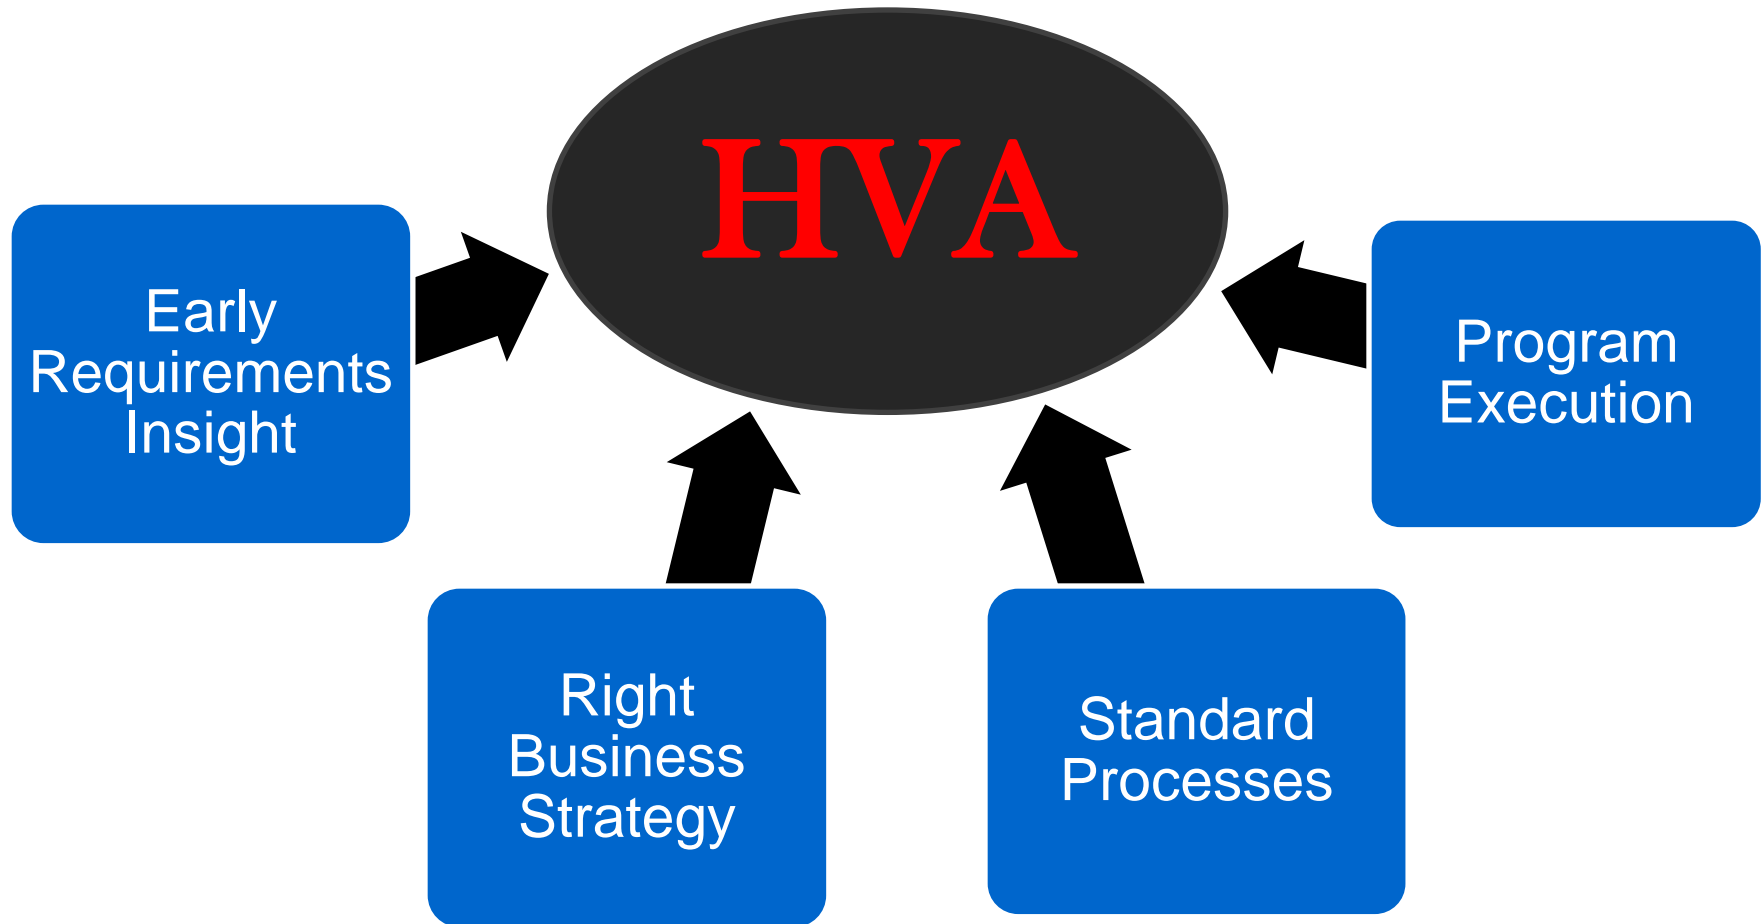 HVA
Early
Requirements
Insight
Program
Execution
Right
Business
Strategy
Standard
Processes